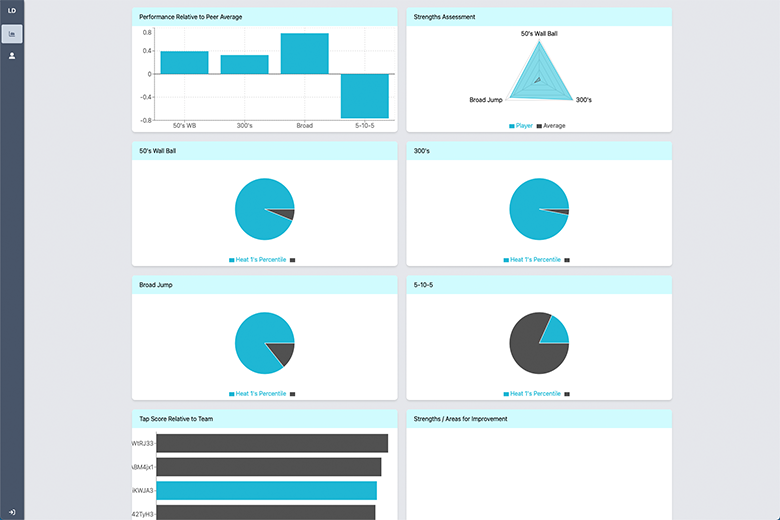 LD
Performance Relative to Peer Average
0.8
0.4
0
-0.4
-0.8
50's WB
300's
Broad
5-10-5
Strengths Assessment
50's Wall Ball
Broad Jump
300's
Player
Average
50's Wall Ball
Heat 1's Percentile
300's
Heat 1's Percentile
Broad Jump
Heat 1's Percentile
5-10-5
Heat 1's Percentile
Tap Score Relative to Team
WtRJ33
ABM4jx1
iKWJA3
42TyH3
Strengths / Areas for Improvement